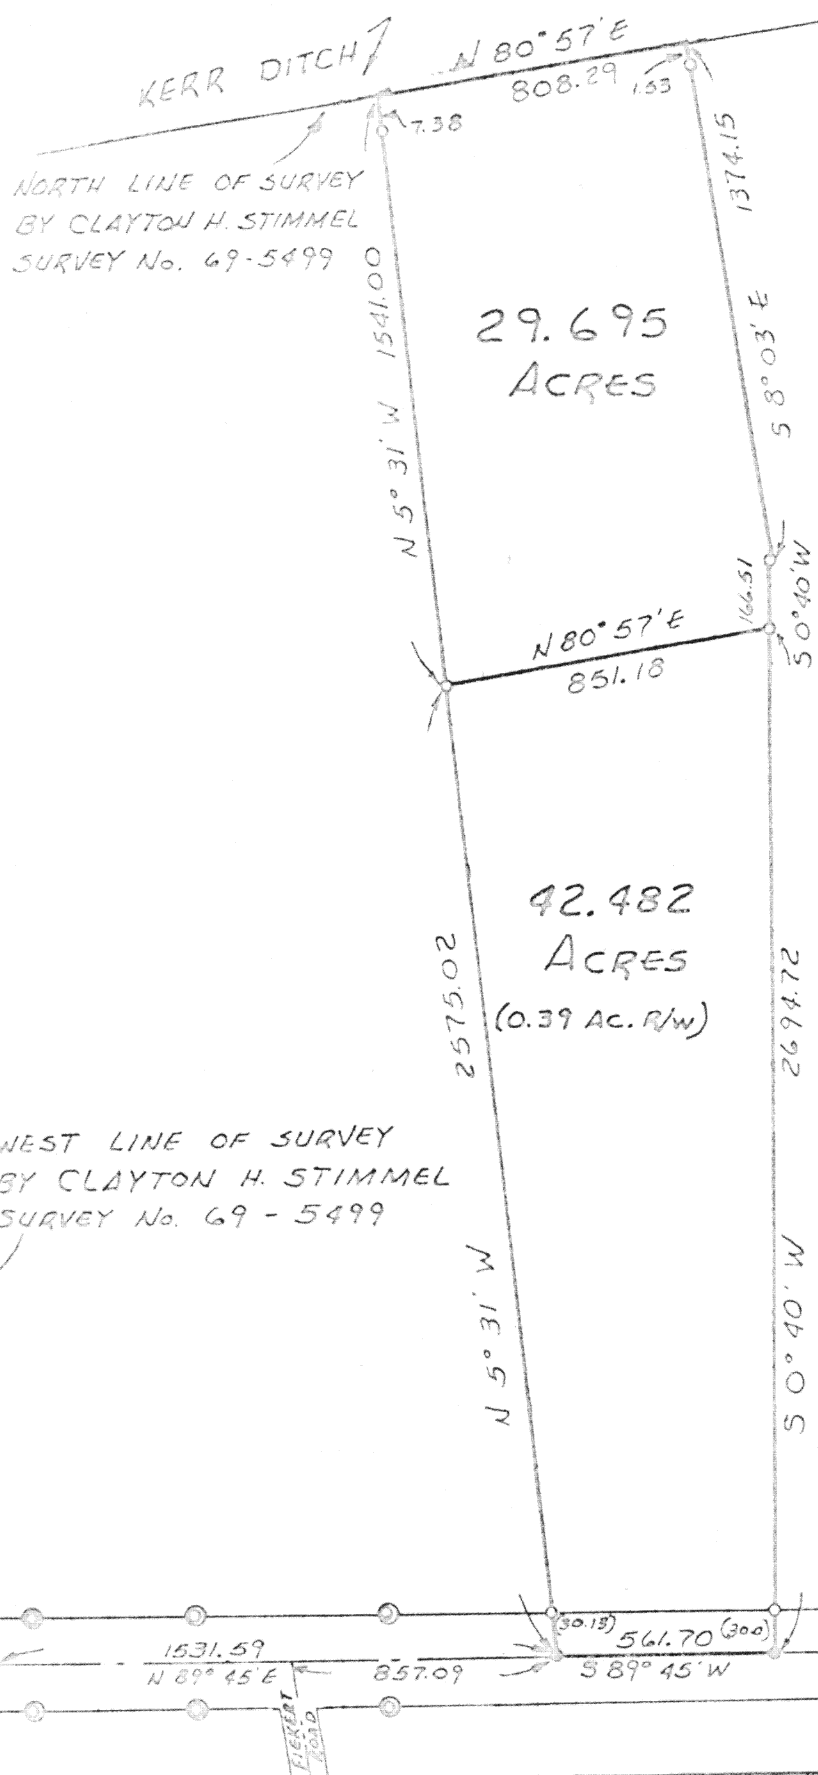 KERR DITCH
N 80° 57' E
808.29
1.53
7.38
NORTH LINE OF SURVEY
BY CLAYTON H. STIMMEL
SURVEY No. 69-5499
1374.15
S 8° 03' E
1541.00
N 5° 31' W
29.695
ACRES
166.51
S 0° 40' W
N 80° 57' E
851.18
42.482
ACRES
(0.39 AC. R/W)
2575.02
N 5° 31' W
2694.72
S 0° 40' W
WEST LINE OF SURVEY
BY CLAYTON H. STIMMEL
SURVEY No. 69 - 5499
(30.13)
561.70
(30.0)
S 89° 45' W
1531.59
N 89° 45' E
857.09
ROAD